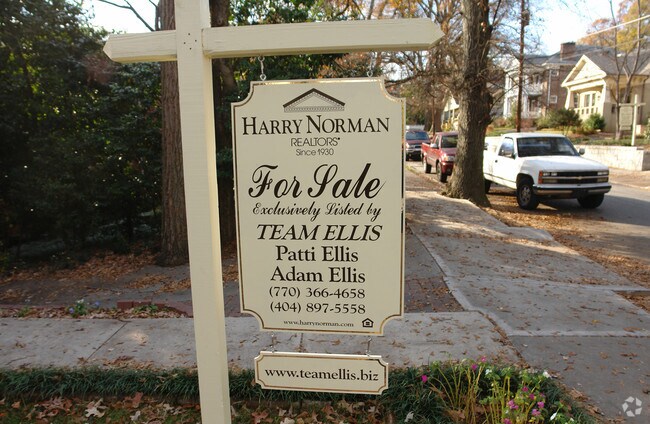 HARRY NORMAN
REALTORS®
Since 1930
For Sale
Exclusively Listed by
TEAM ELLIS
Patti Ellis
Adam Ellis
(770) 366-4658
(404) 897-5558
www.harrynorman.com
www.teamellis.biz